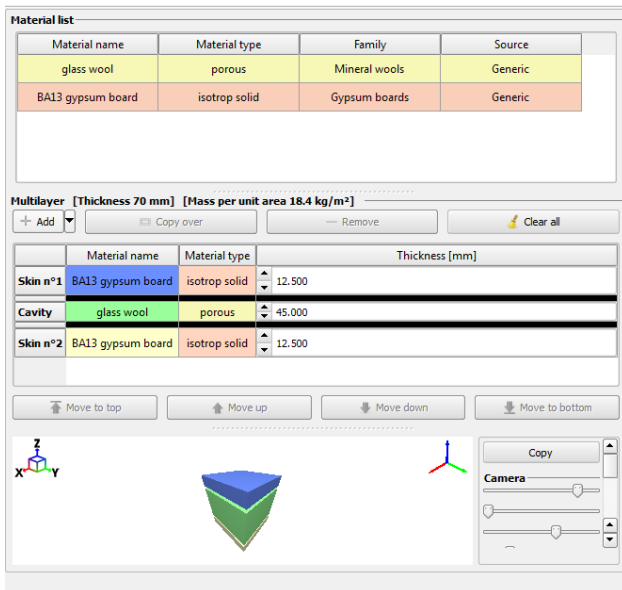 Material list
Material name Material type Family Source
glass wool porous Mineral wools Generic
BA13 gypsum board isotrop solid Gypsum boards Generic
Multilayer [Thickness 70 mm] [Mass per unit area 18.4 kg/m²]
Add Copy over Remove Clear all
Material name Material type Thickness [mm]
Skin n°1 BA13 gypsum board isotrop solid 12.500
Cavity glass wool porous 45.000
Skin n°2 BA13 gypsum board isotrop solid 12.500
Move to top Move up Move down Move to bottom
Z
X Y
Copy
Camera